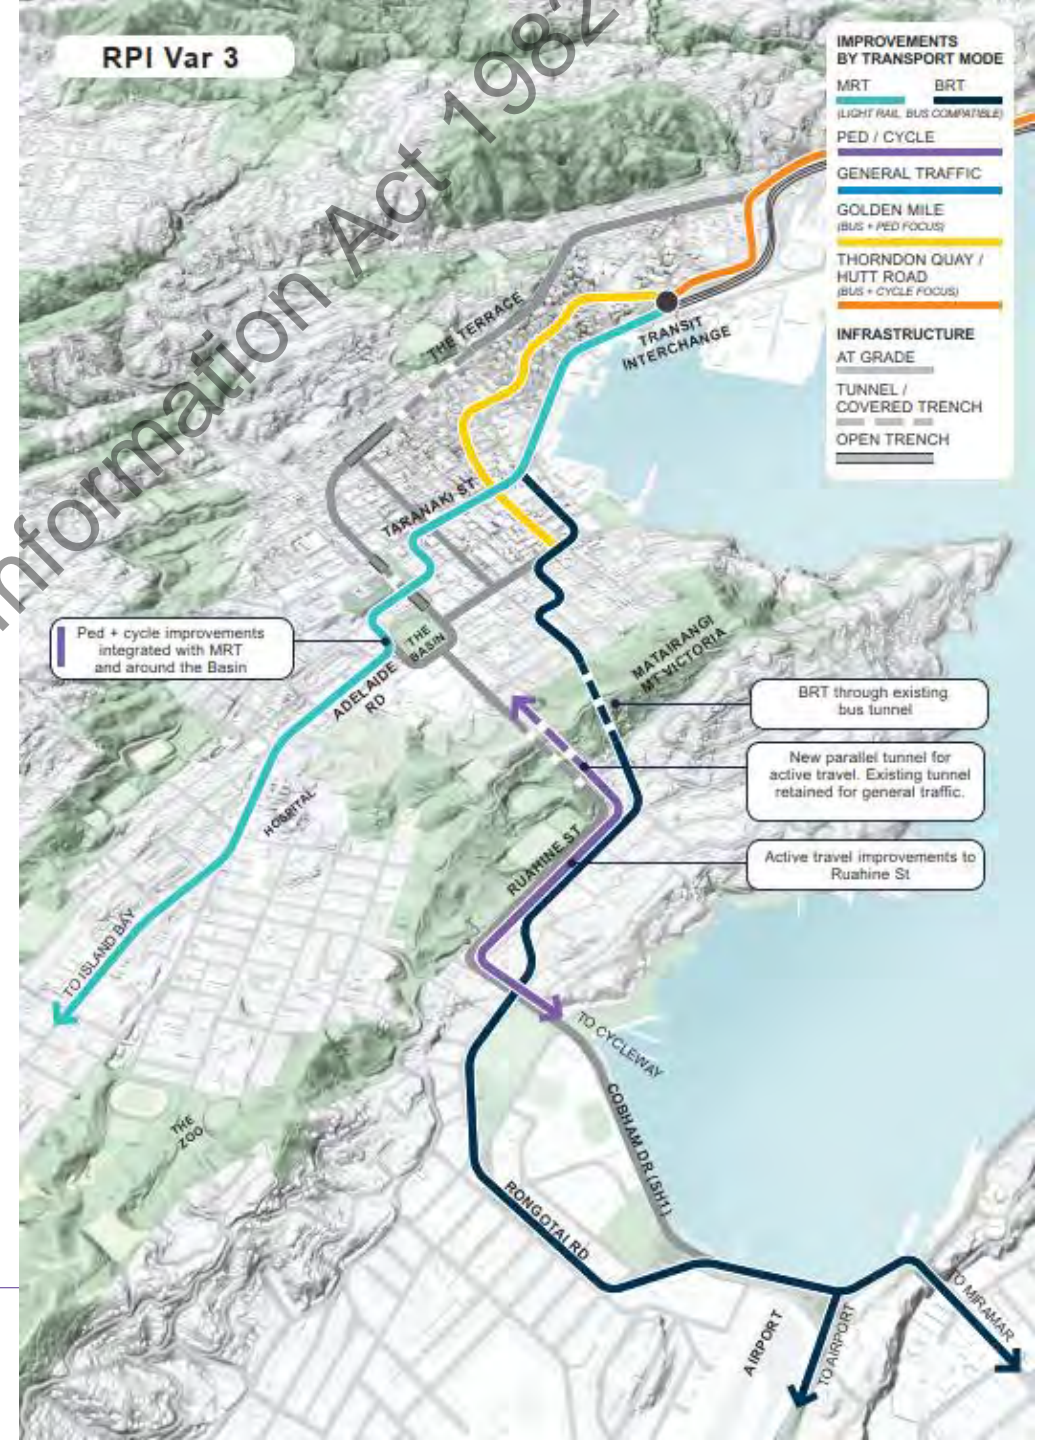 RPI Var 3
Information Act 1982
IMPROVEMENTS
BY TRANSPORT MODE
MRT BRT
(LIGHT RAIL, BUS COMPATIBLE)
PED / CYCLE
GENERAL TRAFFIC
GOLDEN MILE
(BUS + PED FOCUS)
THORNDON QUAY /
HUTT ROAD
(BUS + CYCLE FOCUS)
INFRASTRUCTURE
AT GRADE
TUNNEL /
COVERED TRENCH
OPEN TRENCH
THE TERRACE
TRANSIT
INTERCHANGE
TARANAKI ST
Ped + cycle improvements
integrated with MRT
and around the Basin
THE
BASIN
ADELAIDE
RD
MATAIRANGI
MT VICTORIA
BRT through existing
bus tunnel
New parallel tunnel for
active travel. Existing tunnel
retained for general traffic.
HOSPITAL
RUAHINE ST
Active travel improvements to
Ruahine St
TO ISLAND BAY
TO CYCLEWAY
THE
ZOO
COBHAM DR (SH1)
RONGOTAI RD
AIRPORT
TO AIRPORT
TO MIRAMAR